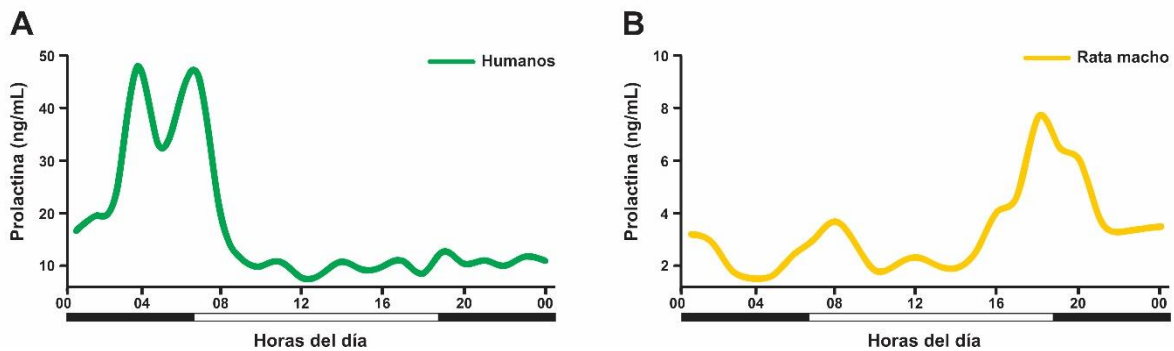 A
Humanos
Prolactina (ng/mL)
50
40
30
20
10
00 04 08 12 16 20 00
Horas del día
B
Rata macho
Prolactina (ng/mL)
10
8
6
4
2
00 04 08 12 16 20 00
Horas del día